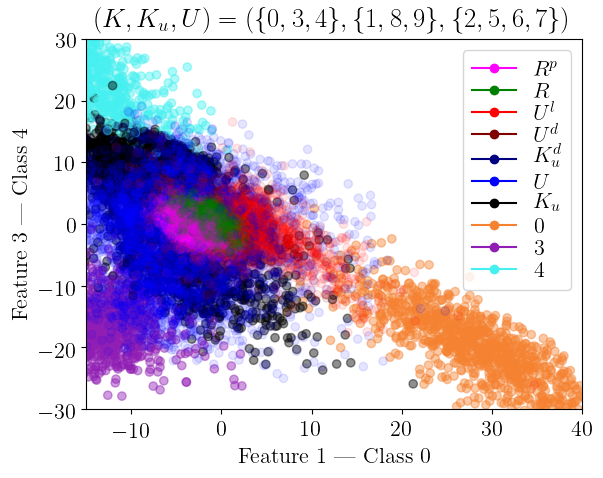 (K, K_u, U) = ({0, 3, 4}, {1, 8, 9}, {2, 5, 6, 7})
30
20
10
0
−10
−20
−30
Feature 3 — Class 4
R^p
R
U^l
U^d
K_u^d
U
K_u
0
3
4
−10
0
10
20
30
40
Feature 1 — Class 0